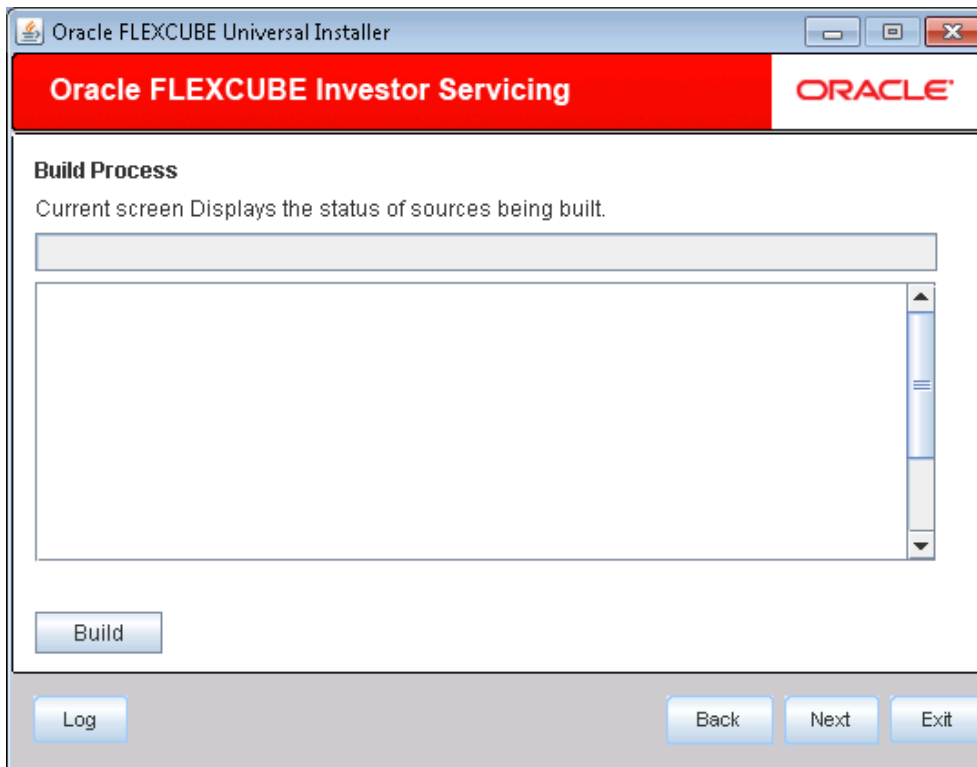 Oracle FLEXCUBE Universal Installer
Oracle FLEXCUBE Investor Servicing
ORACLE
Build Process
Current screen Displays the status of sources being built.
Build
Log
Back
Next
Exit